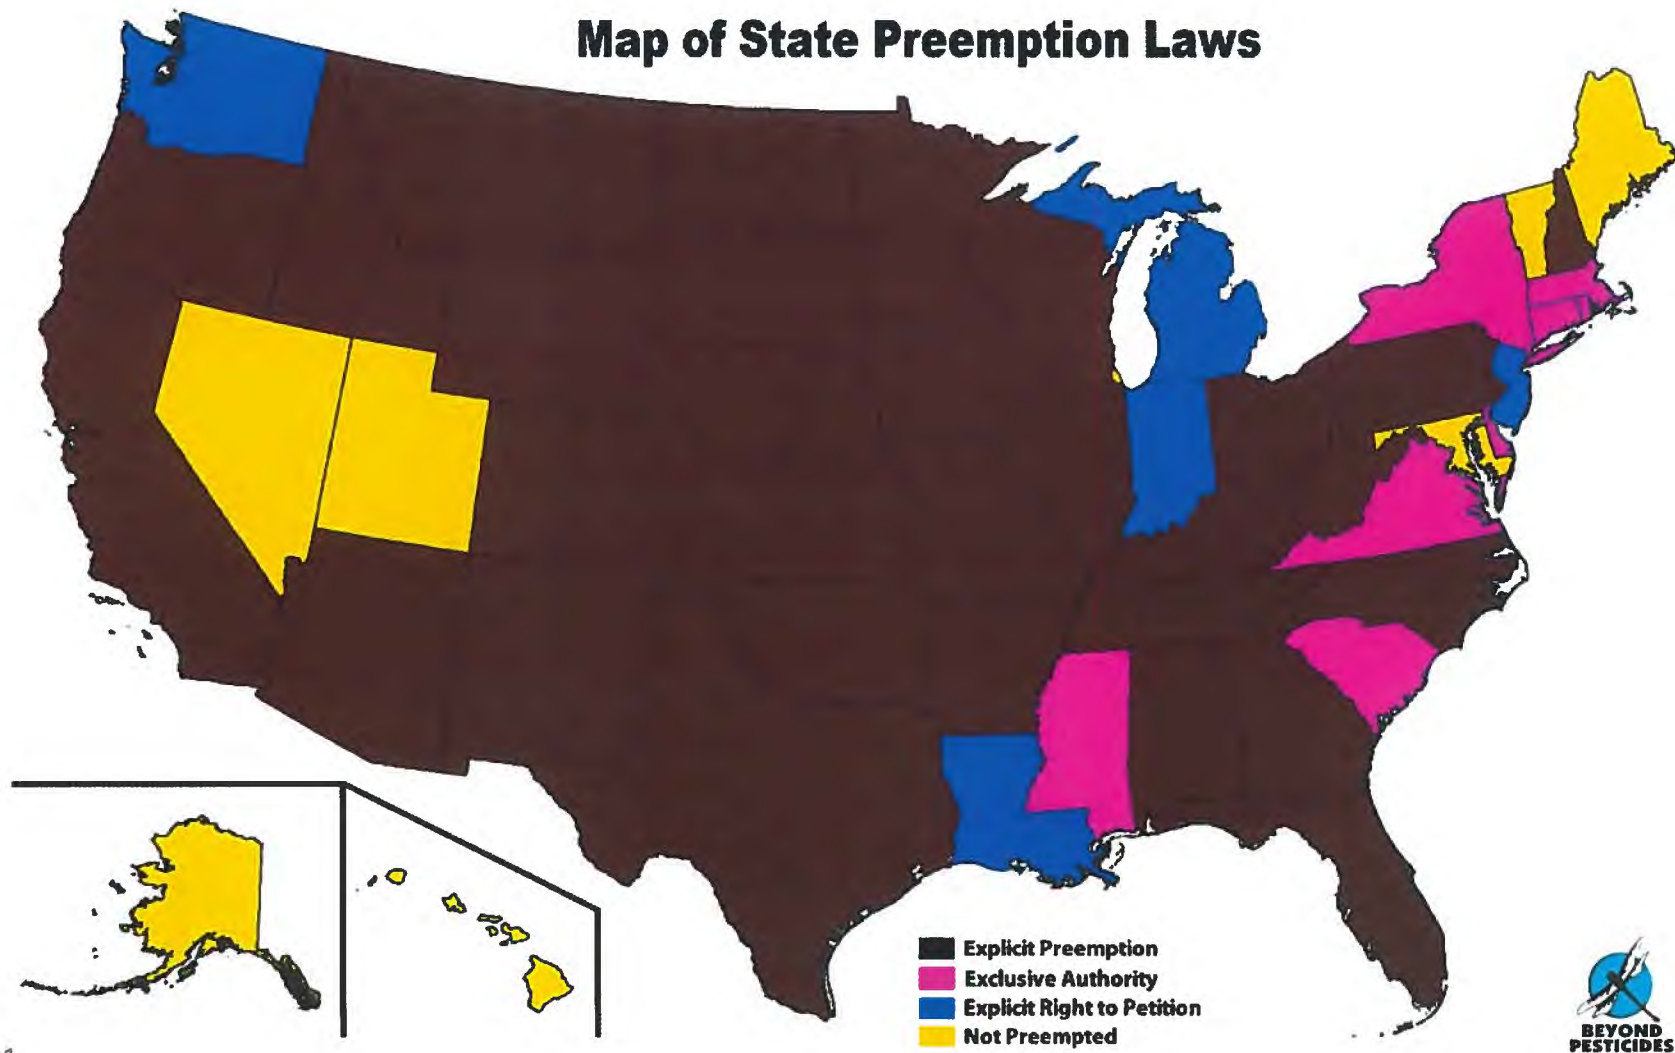 Map of State Preemption Laws
Explicit Preemption
Exclusive Authority
Explicit Right to Petition
Not Preempted
BEYOND
PESTICIDES